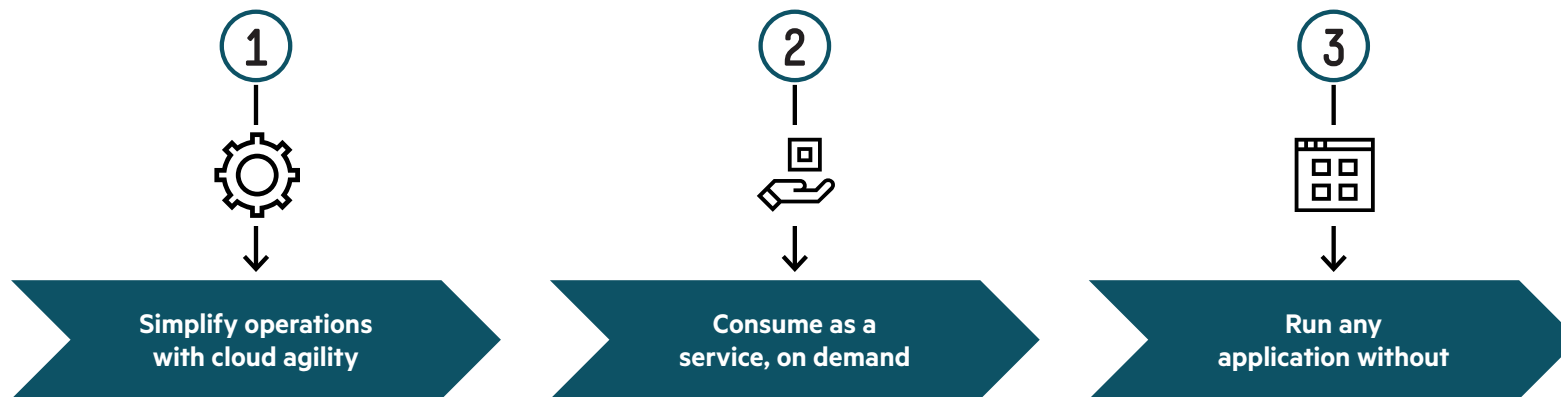 1
2
3
Simplify operations
with cloud agility
Consume as a
service, on demand
Run any
application without